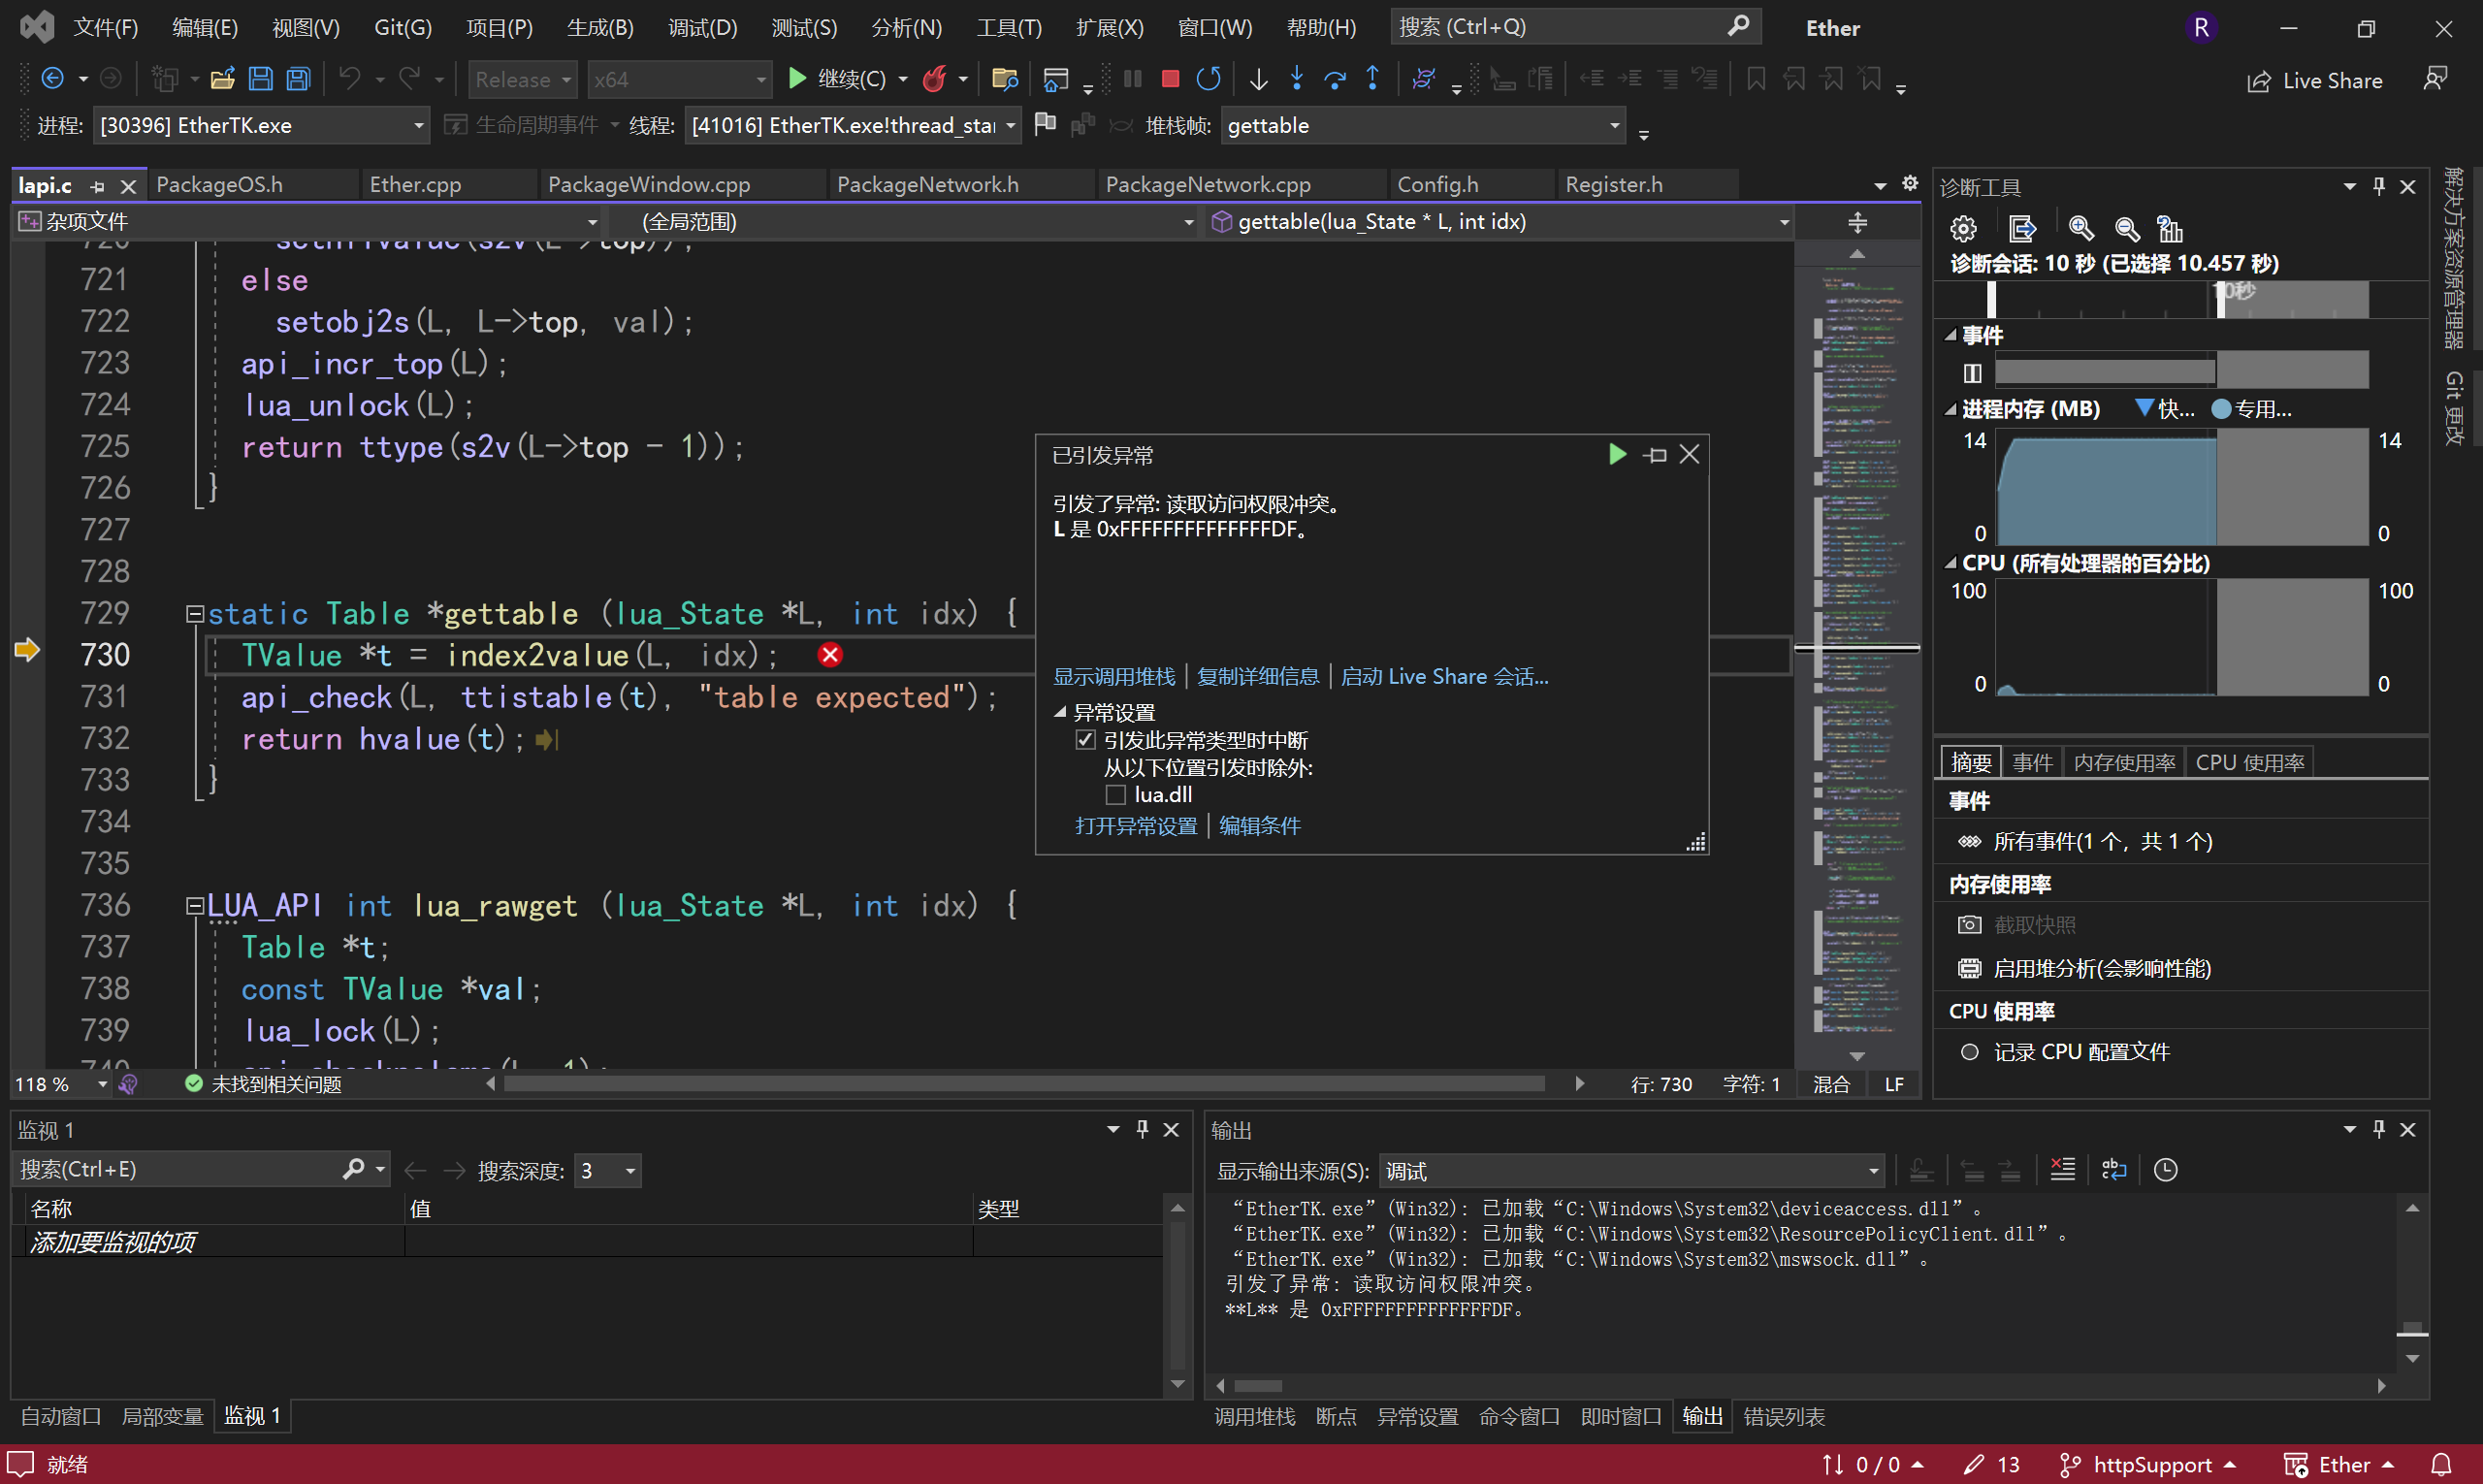 文件(F) 编辑(E) 视图(V) Git(G) 项目(P) 生成(B) 调试(D) 测试(S) 分析(N) 工具(T) 扩展(X) 窗口(W) 帮助(H) 搜索 (Ctrl+Q) Ether R
Release x64 继续(C) Live Share
进程: [30396] EtherTK.exe 生命周期事件 线程: [41016] EtherTK.exe!thread_sta 堆栈帧: gettable
lapi.c PackageOS.h Ether.cpp PackageWindow.cpp PackageNetwork.h PackageNetwork.cpp Config.h Register.h
杂项文件 (全局范围) gettable(lua_State * L, int idx)
721 else
722 setobj2s(L, L->top, val);
723 api_incr_top(L);
724 lua_unlock(L);
725 return ttype(s2v(L->top - 1));
726 }
727
728
729 static Table *gettable (lua_State *L, int idx) {
730 TValue *t = index2value(L, idx);
731 api_check(L, ttistable(t), "table expected");
732 return hvalue(t);
733 }
734
735
736 LUA_API int lua_rawget (lua_State *L, int idx) {
737 Table *t;
738 const TValue *val;
739 lua_lock(L);
118 % 未找到相关问题 行: 730 字符: 1 混合 LF
已引发异常
引发了异常: 读取访问权限冲突。
L 是 0xFFFFFFFFFFFFFFDF。
显示调用堆栈 | 复制详细信息 | 启动 Live Share 会话...
异常设置
引发此异常类型时中断
从以下位置引发时除外:
lua.dll
打开异常设置 | 编辑条件
诊断工具
诊断会话: 10 秒 (已选择 10.457 秒)
10秒
事件
进程内存 (MB) 快... 专用...
14 14
0 0
CPU (所有处理器的百分比)
100 100
0 0
摘要 事件 内存使用率 CPU 使用率
事件
所有事件(1 个，共 1 个)
内存使用率
截取快照
启用堆分析(会影响性能)
CPU 使用率
记录 CPU 配置文件
解决方案资源管理器
Git 更改
监视 1
搜索(Ctrl+E) 搜索深度: 3
名称 值 类型
添加要监视的项
自动窗口 局部变量 监视 1
输出
显示输出来源(S): 调试
“EtherTK.exe” (Win32): 已加载“C:\Windows\System32\deviceaccess.dll”。
“EtherTK.exe” (Win32): 已加载“C:\Windows\System32\ResourcePolicyClient.dll”。
“EtherTK.exe” (Win32): 已加载“C:\Windows\System32\mswsock.dll”。
引发了异常: 读取访问权限冲突。
**L** 是 0xFFFFFFFFFFFFFFDF。
调用堆栈 断点 异常设置 命令窗口 即时窗口 输出 错误列表
就绪 0 / 0 13 httpSupport Ether